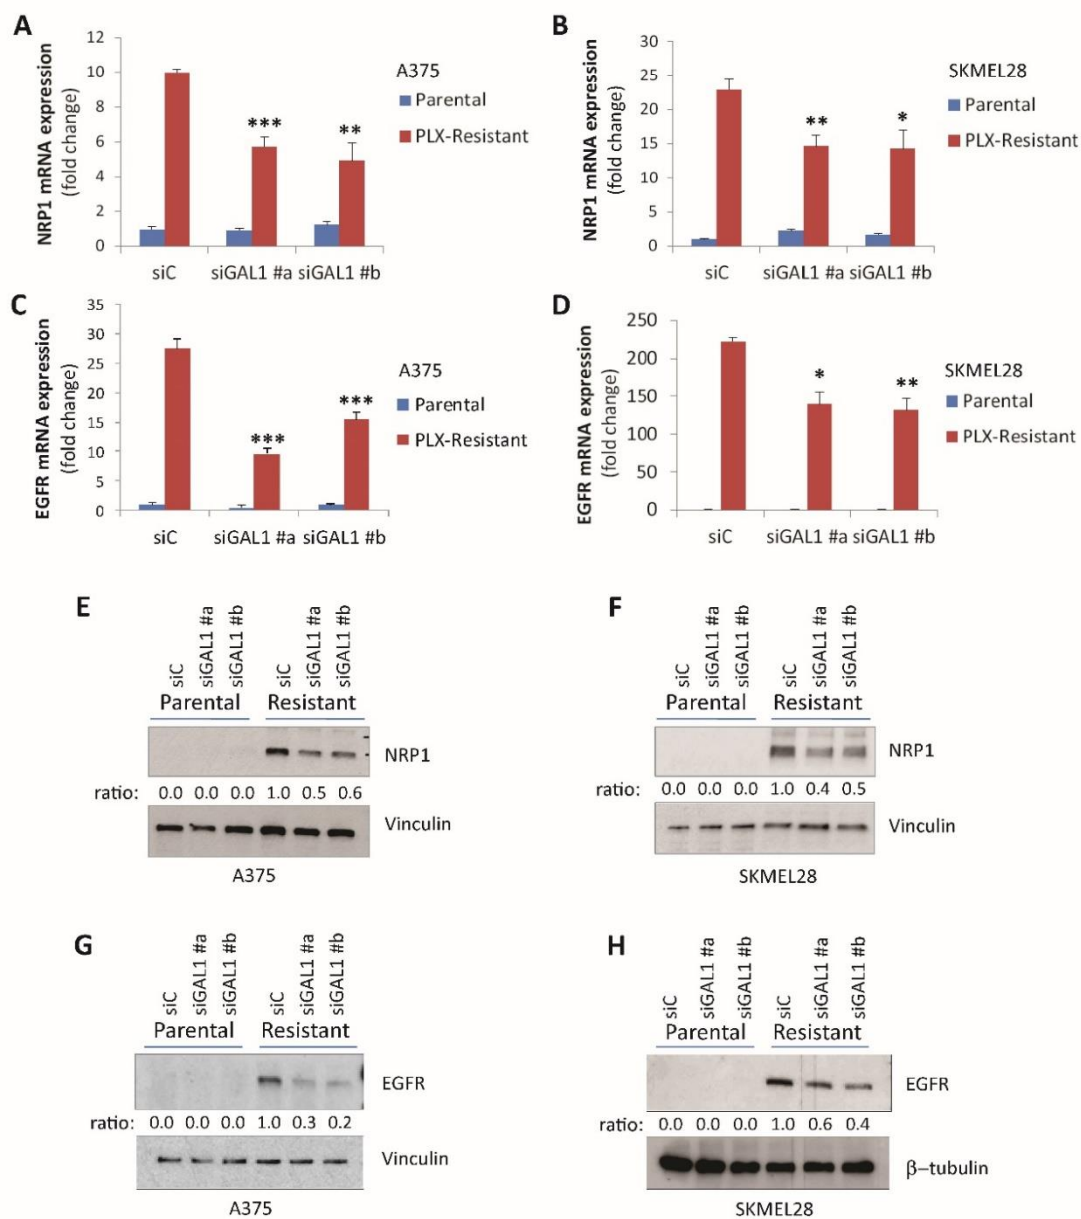 A
NRP1 mRNA expression
(fold change)
12
10
8
6
4
2
0
***
**
siC siGAL1 #a siGAL1 #b
A375
Parental
PLX-Resistant
B
NRP1 mRNA expression
(fold change)
30
25
20
15
10
5
0
**
*
siC siGAL1 #a siGAL1 #b
SKMEL28
Parental
PLX-Resistant
C
EGFR mRNA expression
(fold change)
35
30
25
20
15
10
5
0
***
***
siC siGAL1 #a siGAL1 #b
A375
Parental
PLX-Resistant
D
EGFR mRNA expression
(fold change)
250
200
150
100
50
0
*
**
siC siGAL1 #a siGAL1 #b
SKMEL28
Parental
PLX-Resistant
E
siC siGAL1 #a siGAL1 #b siC siGAL1 #a siGAL1 #b
Parental Resistant
NRP1
ratio: 0.0 0.0 0.0 1.0 0.5 0.6
Vinculin
A375
F
siC siGAL1 #a siGAL1 #b siC siGAL1 #a siGAL1 #b
Parental Resistant
NRP1
ratio: 0.0 0.0 0.0 1.0 0.4 0.5
Vinculin
SKMEL28
G
siC siGAL1 #a siGAL1 #b siC siGAL1 #a siGAL1 #b
Parental Resistant
EGFR
ratio: 0.0 0.0 0.0 1.0 0.3 0.2
Vinculin
A375
H
siC siGAL1 #a siGAL1 #b siC siGAL1 #a siGAL1 #b
Parental Resistant
EGFR
ratio: 0.0 0.0 0.0 1.0 0.6 0.4
β–tubulin
SKMEL28